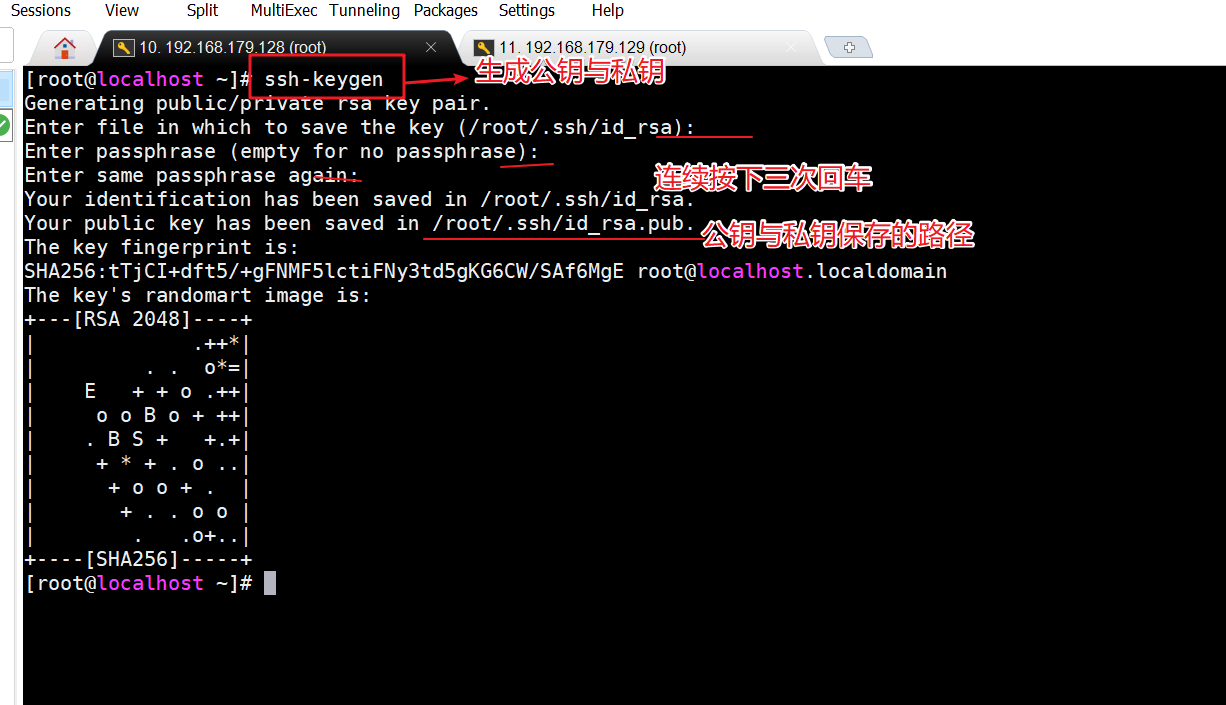 Sessions View Split MultiExec Tunneling Packages Settings Help
10. 192.168.179.128 (root) 11. 192.168.179.129 (root)
[root@localhost ~]# ssh-keygen 生成公钥与私钥
Generating public/private rsa key pair.
Enter file in which to save the key (/root/.ssh/id_rsa):
Enter passphrase (empty for no passphrase):
Enter same passphrase again:
连续按下三次回车
Your identification has been saved in /root/.ssh/id_rsa.
Your public key has been saved in /root/.ssh/id_rsa.pub.
公钥与私钥保存的路径
The key fingerprint is:
SHA256:tTjCI+dft5/+gFNMF5lctiFNy3td5gKG6CW/SAf6MgE root@localhost.localdomain
The key's randomart image is:
+---[RSA 2048]----+
|             .++*|
|         . .  o*=|
|    E   + + o .++|
|     o o B o + ++|
|    . B S +   +.+|
|     + * + . o ..|
|      + o o + .  |
|       + . . o o |
|        .   .o+..|
+----[SHA256]-----+
[root@localhost ~]#